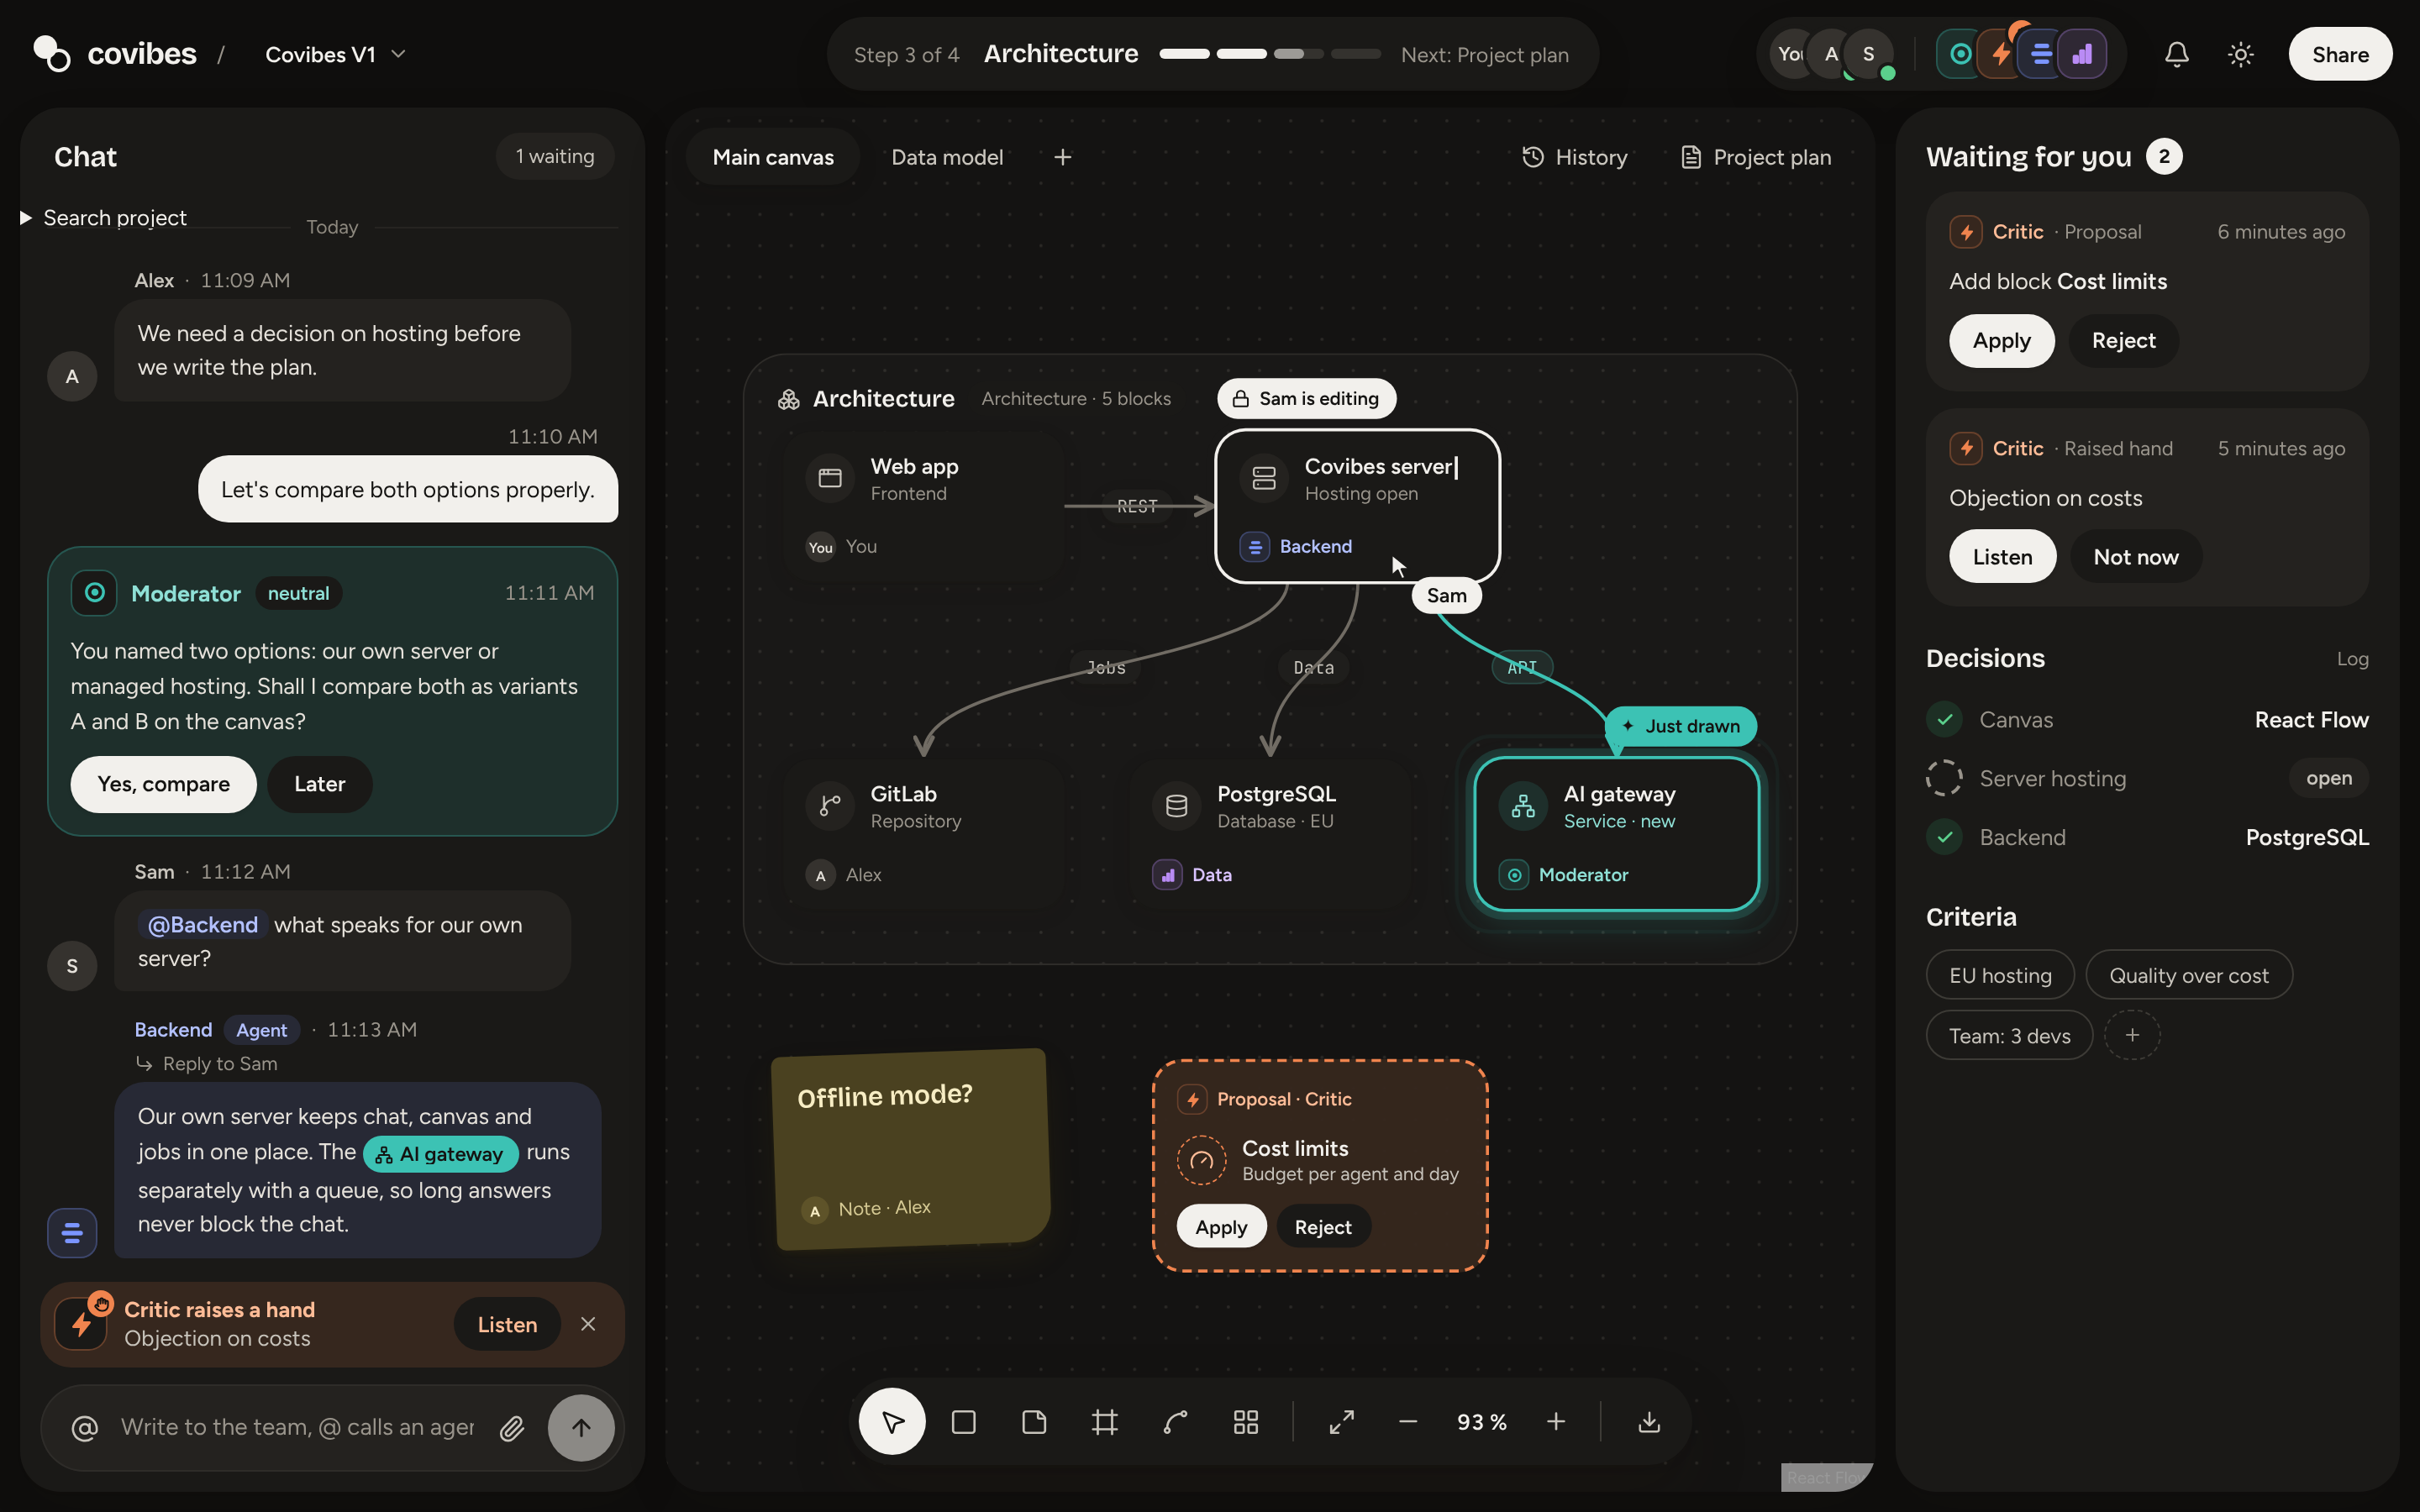 covibes / Covibes V1
Step 3 of 4 Architecture Next: Project plan
You A S
Share
Chat
1 waiting
Search project
Today
Alex · 11:09 AM
We need a decision on hosting before
we write the plan.
A
11:10 AM
Let's compare both options properly.
Moderator neutral 11:11 AM
You named two options: our own server or
managed hosting. Shall I compare both as variants
A and B on the canvas?
Yes, compare Later
Sam · 11:12 AM
@Backend what speaks for our own
server?
S
Backend Agent · 11:13 AM
Reply to Sam
Our own server keeps chat, canvas and
jobs in one place. The AI gateway runs
separately with a queue, so long answers
never block the chat.
Critic raises a hand
Objection on costs
Listen
@ Write to the team, @ calls an agen
Main canvas Data model +
History Project plan
Architecture Architecture · 5 blocks
Sam is editing
Web app
Frontend
You You
REST
Covibes server
Hosting open
Backend
Sam
Jobs Data API
Just drawn
GitLab
Repository
A Alex
PostgreSQL
Database · EU
Data
AI gateway
Service · new
Moderator
Offline mode?
A Note · Alex
Proposal · Critic
Cost limits
Budget per agent and day
Apply Reject
93 %
React Flow
Waiting for you 2
Critic · Proposal 6 minutes ago
Add block Cost limits
Apply Reject
Critic · Raised hand 5 minutes ago
Objection on costs
Listen Not now
Decisions Log
Canvas React Flow
Server hosting open
Backend PostgreSQL
Criteria
EU hosting Quality over cost
Team: 3 devs +